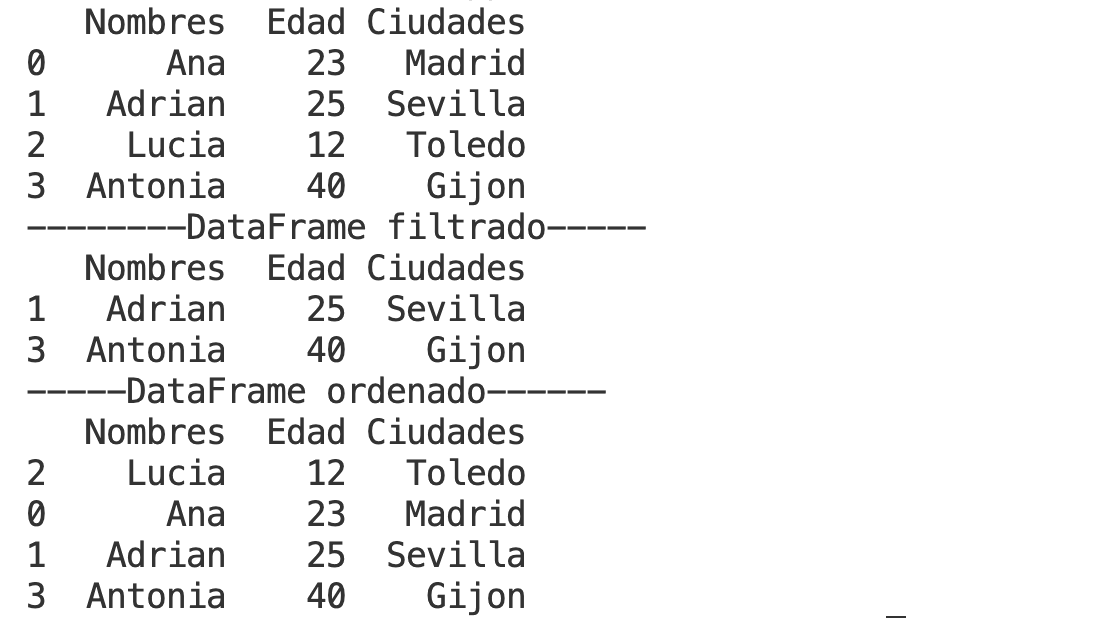 Nombres  Edad Ciudades
0      Ana    23   Madrid
1   Adrian    25  Sevilla
2    Lucia    12   Toledo
3  Antonia    40    Gijon
--------DataFrame filtrado-----
   Nombres  Edad Ciudades
1   Adrian    25  Sevilla
3  Antonia    40    Gijon
-----DataFrame ordenado------
   Nombres  Edad Ciudades
2    Lucia    12   Toledo
0      Ana    23   Madrid
1   Adrian    25  Sevilla
3  Antonia    40    Gijon